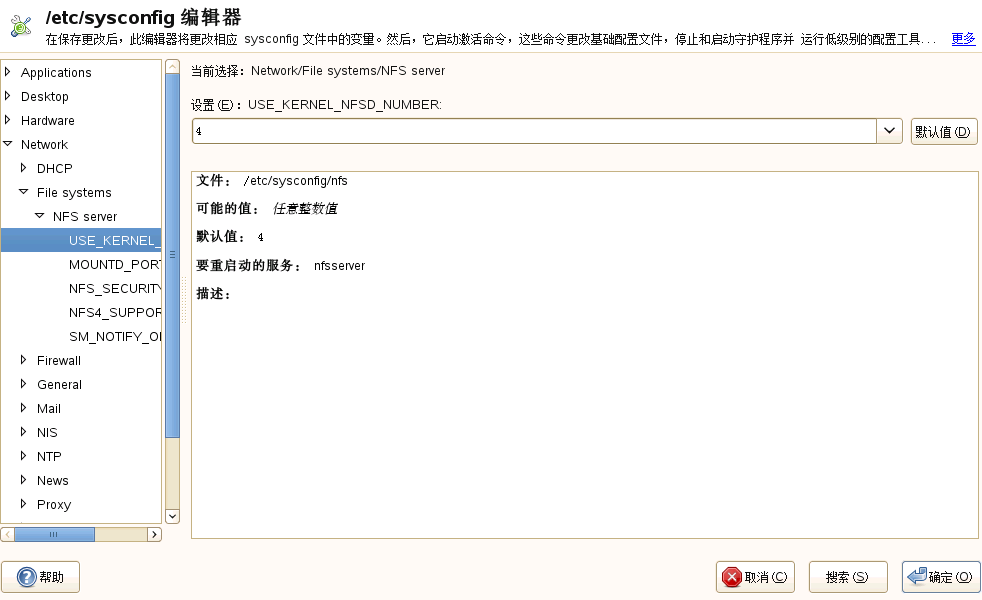 /etc/sysconfig 编辑器
在保存更改后，此编辑器将更改相应 sysconfig 文件中的变量。然后，它启动激活命令，这些命令更改基础配置文件，停止和启动守护程序并 运行低级别的配置工具... 更多
Applications
Desktop
Hardware
Network
DHCP
File systems
NFS server
USE_KERNEL_
MOUNTD_PORT
NFS_SECURITY
NFS4_SUPPOR
SM_NOTIFY_O
Firewall
General
Mail
NIS
NTP
News
Proxy
当前选择：Network/File systems/NFS server
设置(E)：USE_KERNEL_NFSD_NUMBER:
4
默认值(D)
文件： /etc/sysconfig/nfs
可能的值： 任意整数值
默认值： 4
要重启动的服务： nfsserver
描述：
帮助
取消(C)
搜索(S)
确定(O)